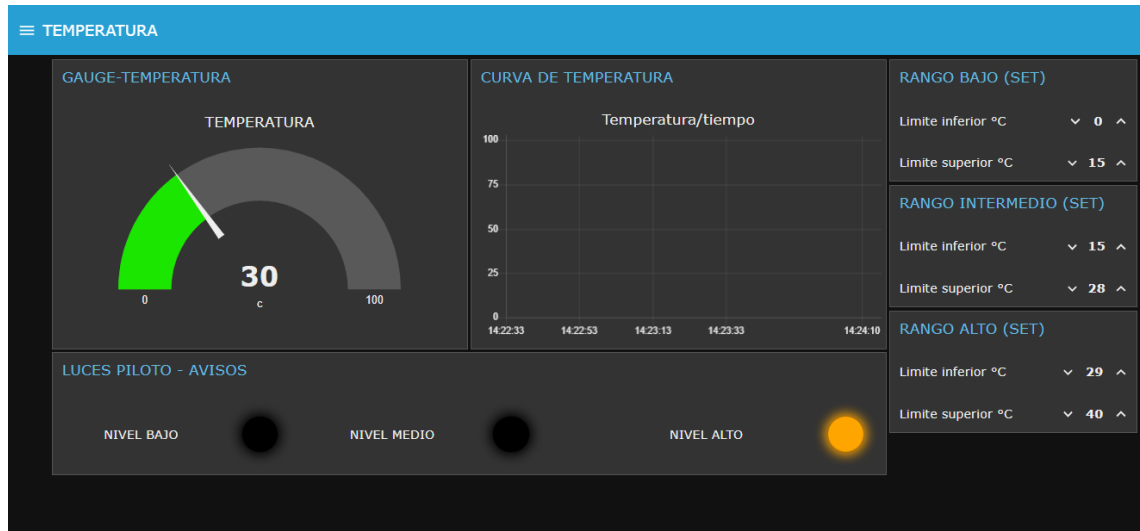 TEMPERATURA
GAUGE-TEMPERATURA
TEMPERATURA
30
c
0
100
CURVA DE TEMPERATURA
Temperatura/tiempo
100
75
50
25
0
14:22:33 14:22:53 14:23:13 14:23:33 14:24:10
RANGO BAJO (SET)
Limite inferior °C 0
Limite superior °C 15
RANGO INTERMEDIO (SET)
Limite inferior °C 15
Limite superior °C 28
RANGO ALTO (SET)
Limite inferior °C 29
Limite superior °C 40
LUCES PILOTO - AVISOS
NIVEL BAJO NIVEL MEDIO NIVEL ALTO